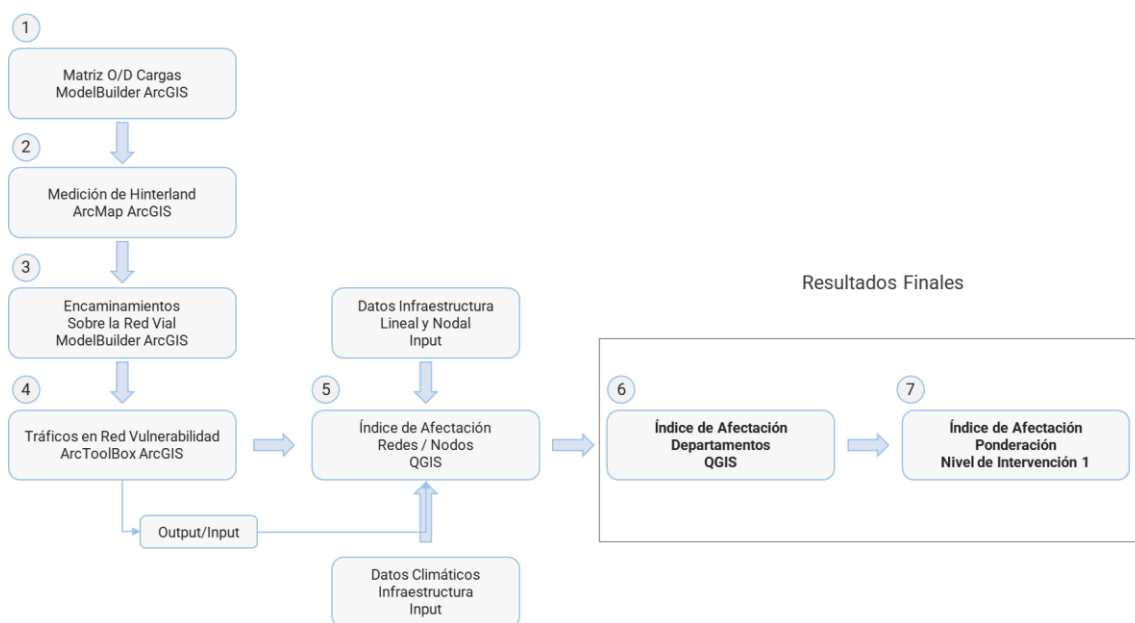 1
Matriz O/D Cargas
ModelBuilder ArcGIS
2
Medición de Hinterland
ArcMap ArcGIS
3
Encaminamientos
Sobre la Red Vial
ModelBuilder ArcGIS
4
Tráficos en Red Vulnerabilidad
ArcToolBox ArcGIS
Output/Input
Datos Infraestructura
Lineal y Nodal
Input
5
Índice de Afectación
Redes / Nodos
QGIS
Datos Climáticos
Infraestructura
Input
Resultados Finales
6
Índice de Afectación
Departamentos
QGIS
7
Índice de Afectación
Ponderación
Nivel de Intervención 1